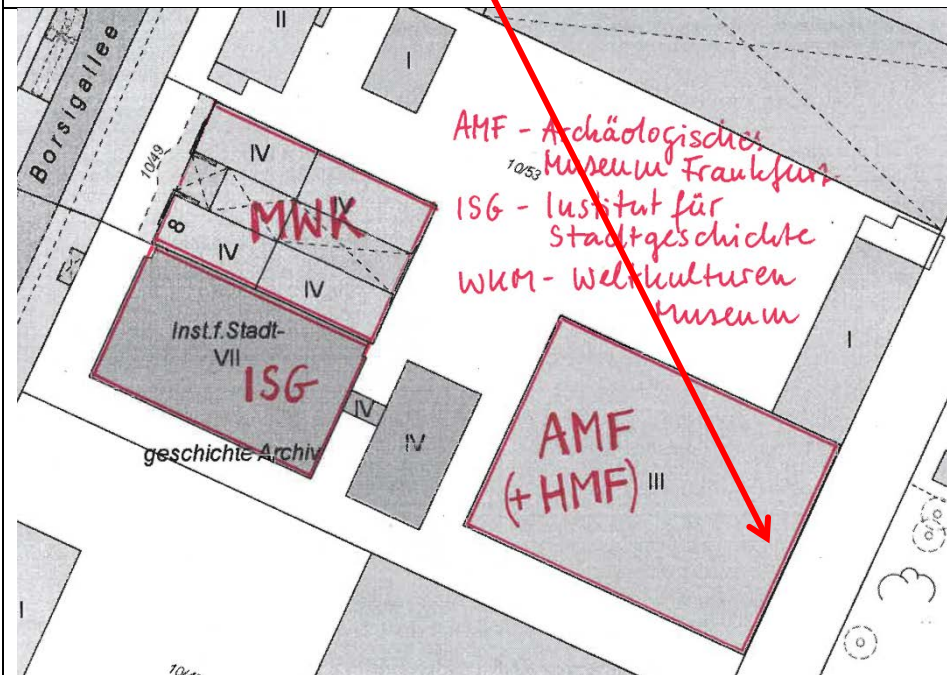 II
I
Borsigallee
10/49
10/53
AMF - Archäologisches
Museum Frankfurt
ISG - Institut für
Stadtgeschichte
WKM - Weltkulturen
Museum
IV
IV
MWK
8
IV
IV
Inst.f.Stadt-
VII
ISG
geschichte Archiv
IV
IV
I
AMF
(+ HMF) III
I